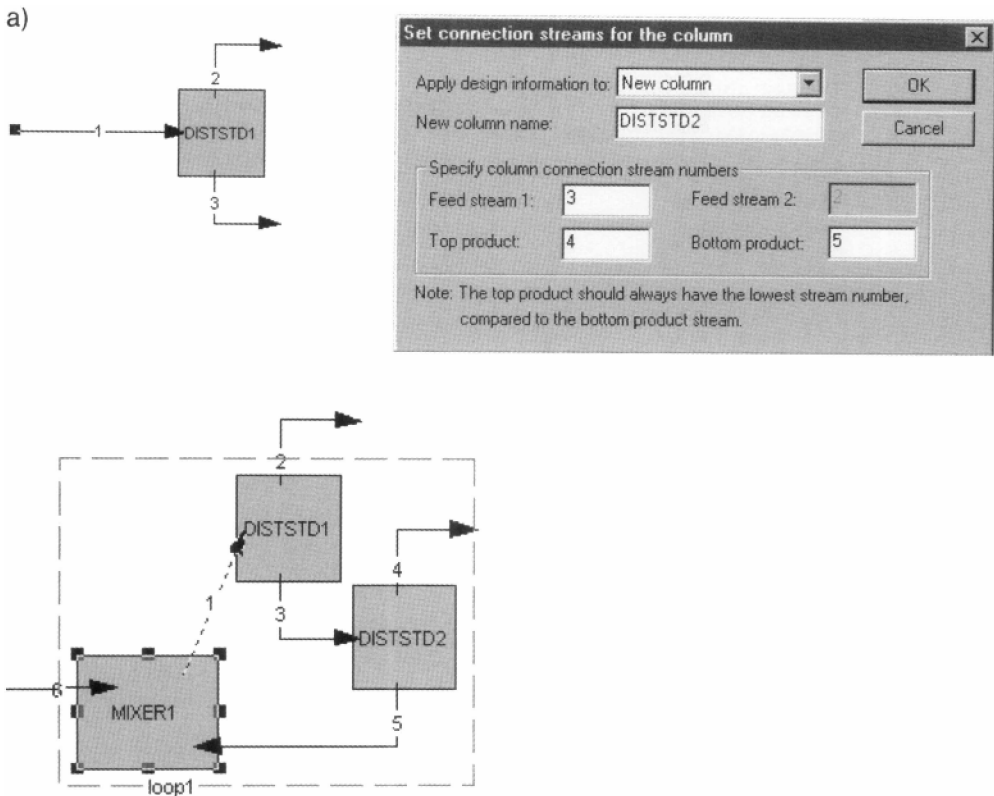 a)
2
DISTSTD1
1
3
Set connection streams for the column
Apply design information to: New column
OK
New column name: DISTSTD2
Cancel
Specify column connection stream numbers
Feed stream 1: 3 Feed stream 2: 2
Top product: 4 Bottom product: 5
Note: The top product should always have the lowest stream number,
compared to the bottom product stream.
2
DISTSTD1
4
1
3
DISTSTD2
6
MIXER1
5
loop1